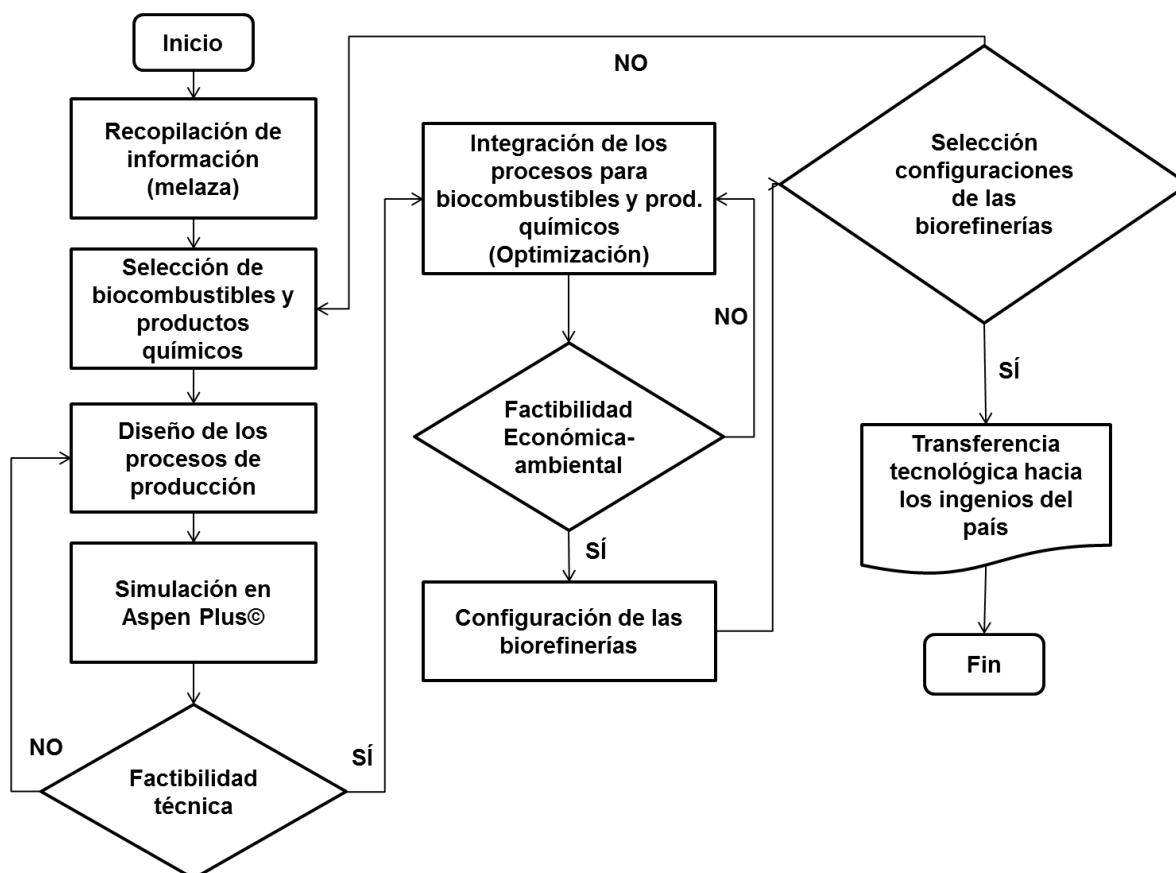 Inicio
Recopilación de
información
(melaza)
Selección de
biocombustibles y
productos
químicos
Diseño de los
procesos de
producción
Simulación en
Aspen Plus©
NO
Factibilidad
técnica
SÍ
Integración de los
procesos para
biocombustibles y prod.
químicos
(Optimización)
NO
Factibilidad
Económica-
ambiental
SÍ
Configuración de las
biorefinerías
NO
Selección
configuraciones
de las
biorefinerías
SÍ
Transferencia
tecnológica hacia
los ingenios del
país
Fin